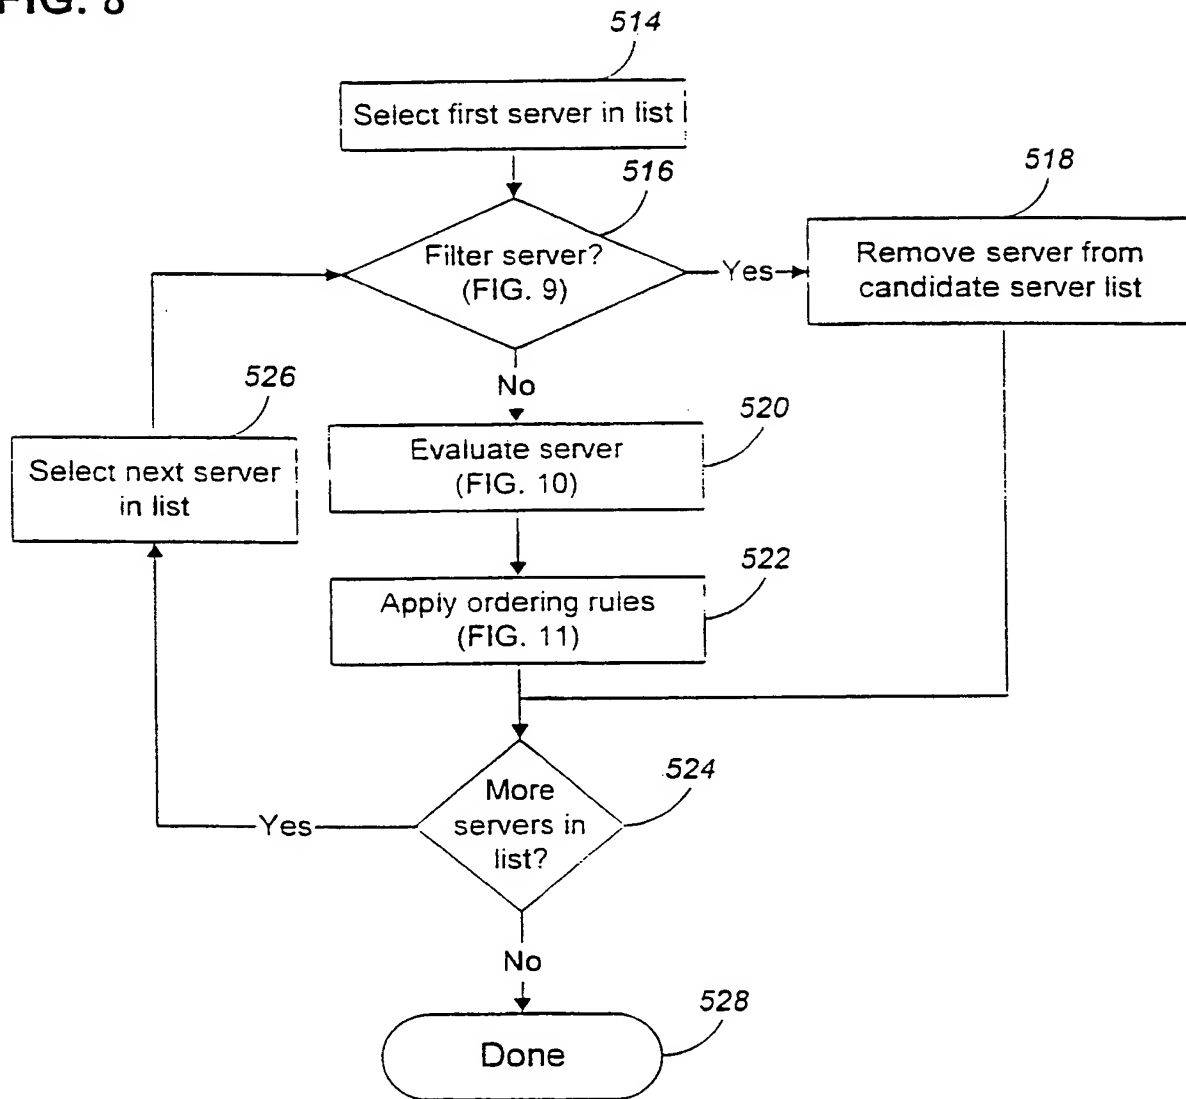 FIG. 8
514
Select first server in list
516
518
Filter server?
(FIG. 9)
Yes
Remove server from
candidate server list
No
526
520
Select next server
in list
Evaluate server
(FIG. 10)
522
Apply ordering rules
(FIG. 11)
524
More
servers in
list?
Yes
No
528
Done